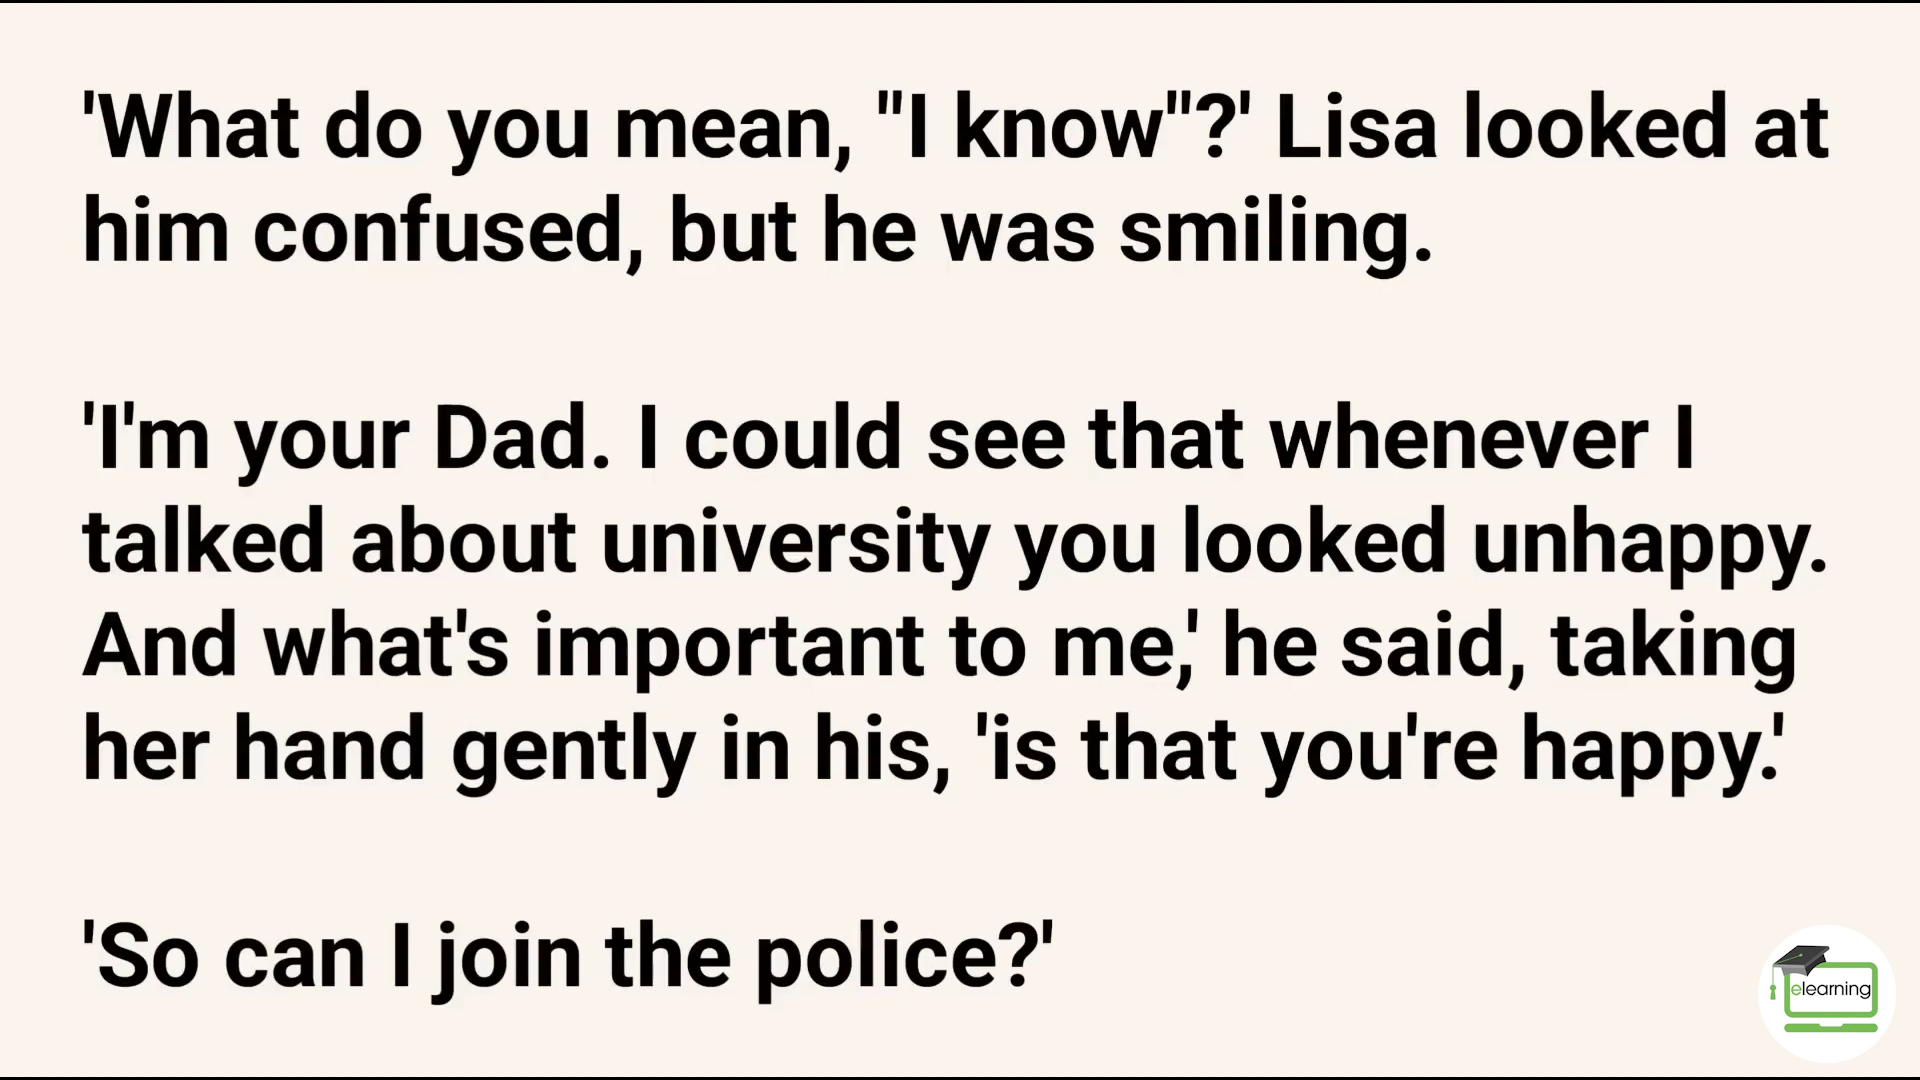 'What do you mean, "I know"?' Lisa looked at
him confused, but he was smiling.
'I'm your Dad. I could see that whenever I
talked about university you looked unhappy.
And what's important to me,' he said, taking
her hand gently in his, 'is that you're happy.'
'So can I join the police?'
elearning